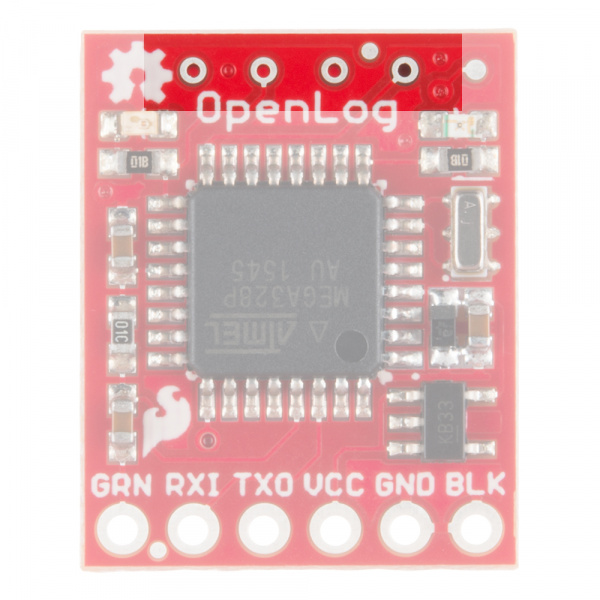 OpenLog
01B
01B
A.J
MEGA328P
AU 1545
ATMEL
01C
KB33
GRN RXI TXO VCC GND BLK